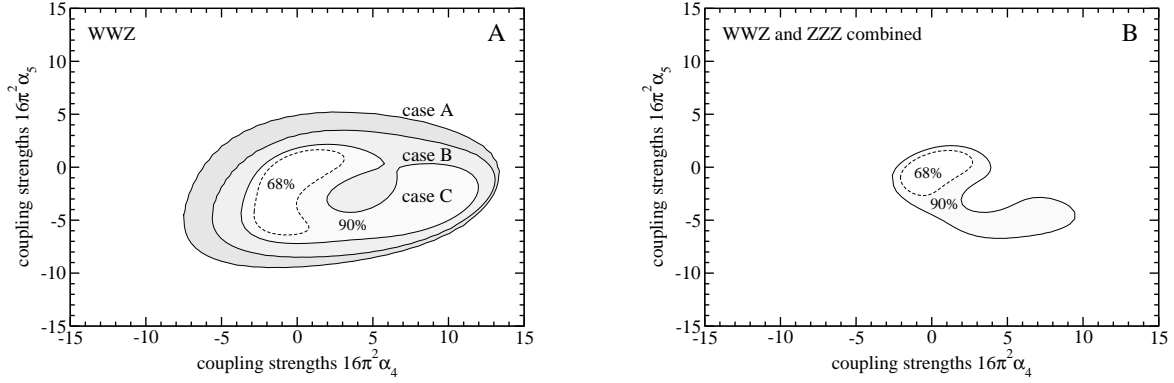 WWZ
A
case A
case B
case C
68%
90%
15
10
5
0
-5
-10
-15
-15
-10
-5
0
5
10
15
coupling strengths 16π²α₅
coupling strengths 16π²α₄
WWZ and ZZZ combined
B
68%
90%
15
10
5
0
-5
-10
-15
-15
-10
-5
0
5
10
15
coupling strengths 16π²α₅
coupling strengths 16π²α₄